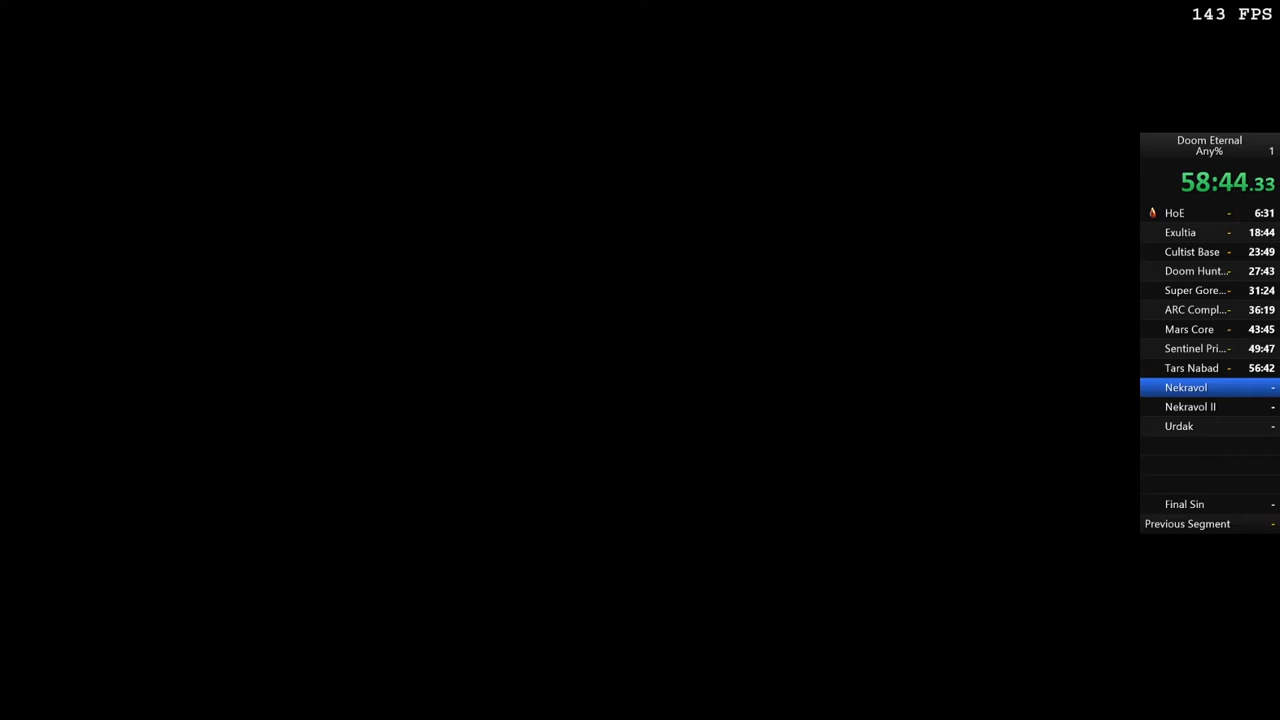 143 FPS
Doom Eternal
Any% 1
58:44.33
HoE - 6:31
Exultia - 18:44
Cultist Base - 23:49
Doom Hunt...- 27:43
Super Gore...- 31:24
ARC Compl...- 36:19
Mars Core - 43:45
Sentinel Pri...- 49:47
Tars Nabad - 56:42
Nekravol -
Nekravol II -
Urdak -
Final Sin -
Previous Segment -